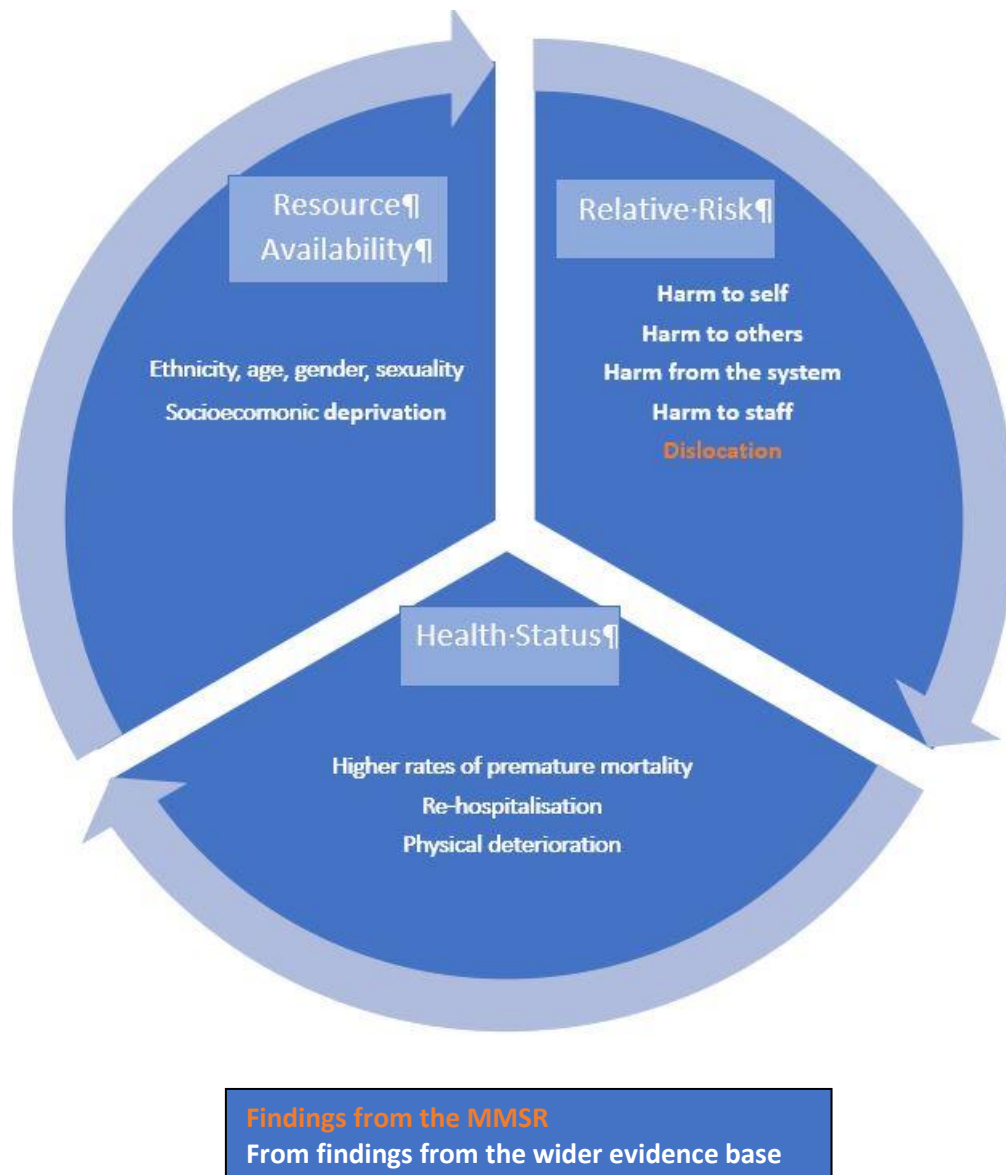 Resource¶
Availability¶
Ethnicity, age, gender, sexuality
Socioecomonic deprivation
Relative·Risk¶
Harm to self
Harm to others
Harm from the system
Harm to staff
Dislocation
Health·Status¶
Higher rates of premature mortality
Re-hospitalisation
Physical deterioration
Findings from the MMSR
From findings from the wider evidence base